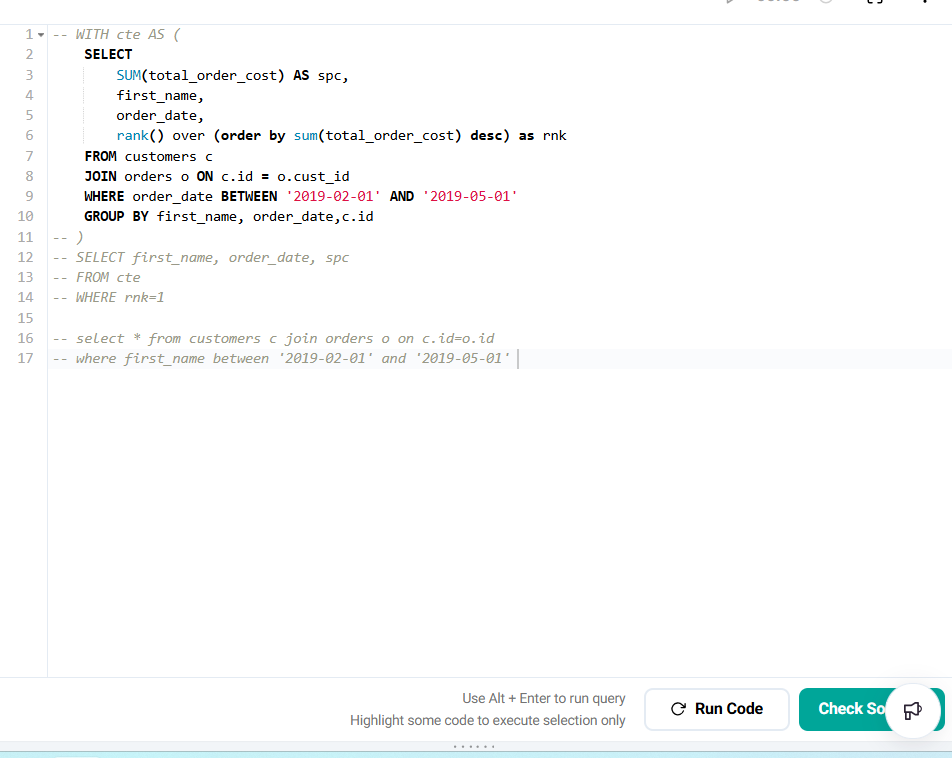 1 -- WITH cte AS (
2 SELECT
3 SUM(total_order_cost) AS spc,
4 first_name,
5 order_date,
6 rank() over (order by sum(total_order_cost) desc) as rnk
7 FROM customers c
8 JOIN orders o ON c.id = o.cust_id
9 WHERE order_date BETWEEN '2019-02-01' AND '2019-05-01'
10 GROUP BY first_name, order_date,c.id
11 -- )
12 -- SELECT first_name, order_date, spc
13 -- FROM cte
14 -- WHERE rnk=1
15
16 -- select * from customers c join orders o on c.id=o.id
17 -- where first_name between '2019-02-01' and '2019-05-01'
Use Alt + Enter to run query
Highlight some code to execute selection only
Run Code
Check So